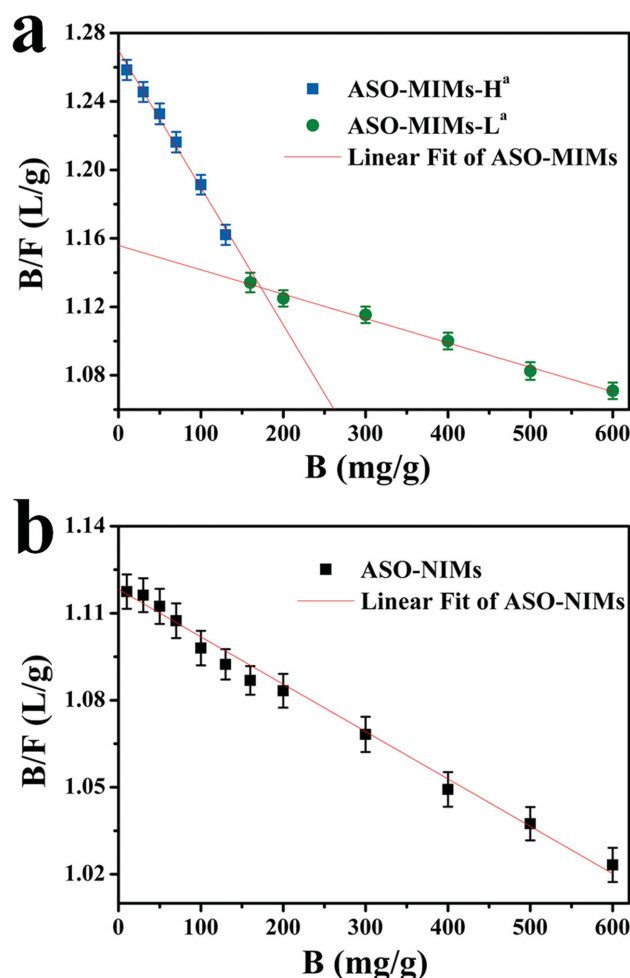 a
1.28
1.24
1.20
1.16
1.12
1.08
B/F (L/g)
ASO-MIMs-Hᵃ
ASO-MIMs-Lᵃ
Linear Fit of ASO-MIMs
0 100 200 300 400 500 600
B (mg/g)
b
1.14
1.11
1.08
1.05
1.02
B/F (L/g)
ASO-NIMs
Linear Fit of ASO-NIMs
0 100 200 300 400 500 600
B (mg/g)